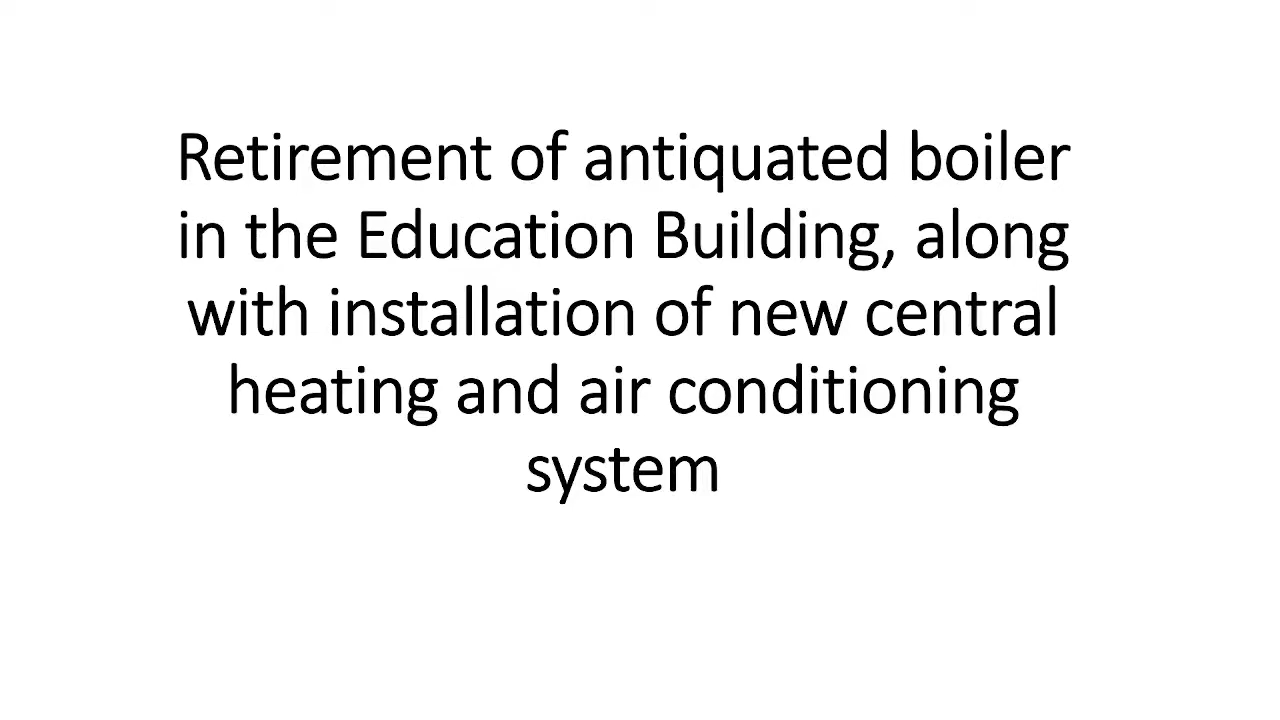 Retirement of antiquated boiler
in the Education Building, along
with installation of new central
heating and air conditioning
system